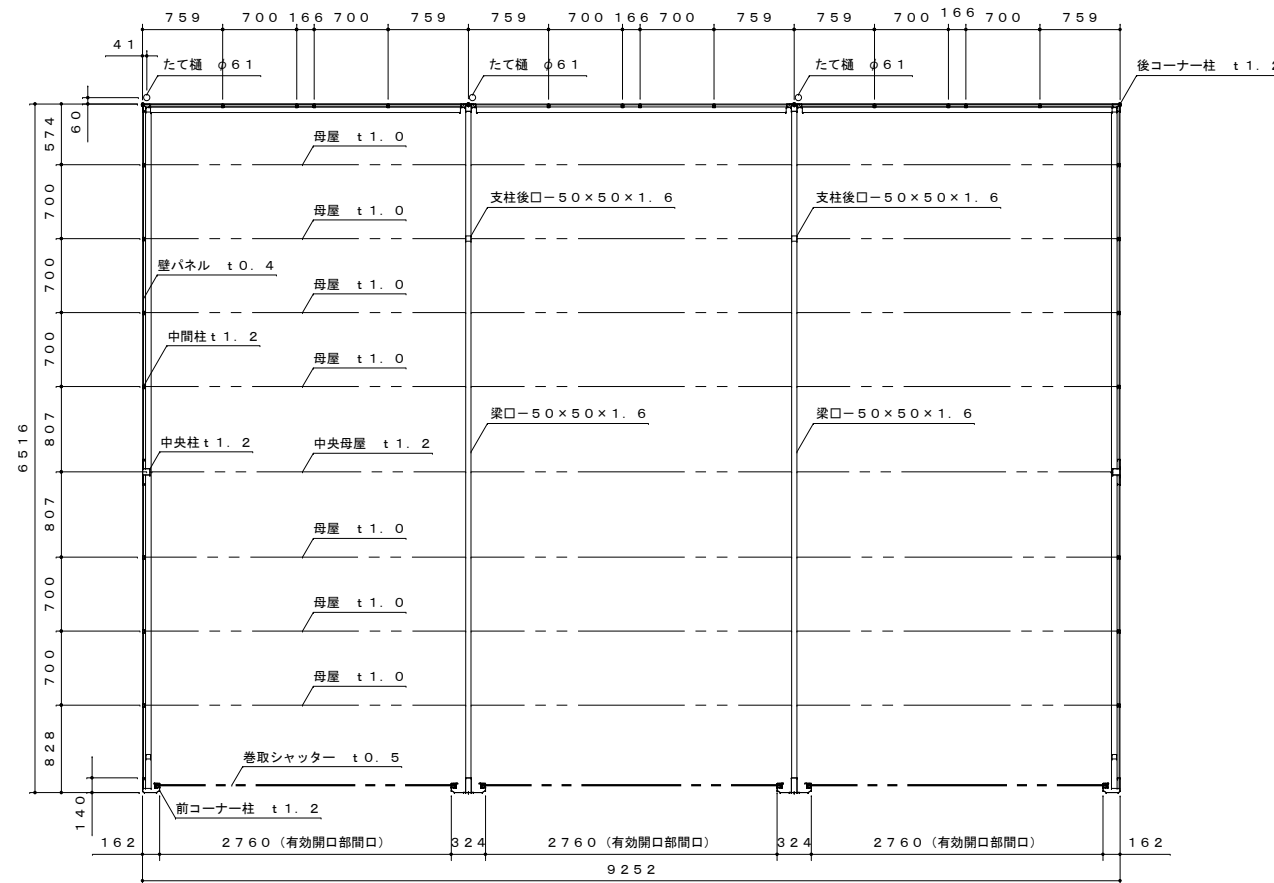 759 700 166 700 759 759 700 166 700 759 759 700 166 700 759
41
たて樋 φ61 たて樋 φ61 たて樋 φ61 後コーナー柱 t1.2
60
574
母屋 t1.0
700
支柱後□−50×50×1.6 支柱後□−50×50×1.6
母屋 t1.0
壁パネル t0.4
700
母屋 t1.0
中間柱t1.2
700
母屋 t1.0
梁□−50×50×1.6 梁□−50×50×1.6
807
中央柱t1.2 中央母屋 t1.2
6516
807
母屋 t1.0
700
母屋 t1.0
700
母屋 t1.0
828
巻取シャッター t0.5
140
前コーナー柱 t1.2
162 2760(有効開口部間口) 324 2760(有効開口部間口) 324 2760(有効開口部間口) 162
9252